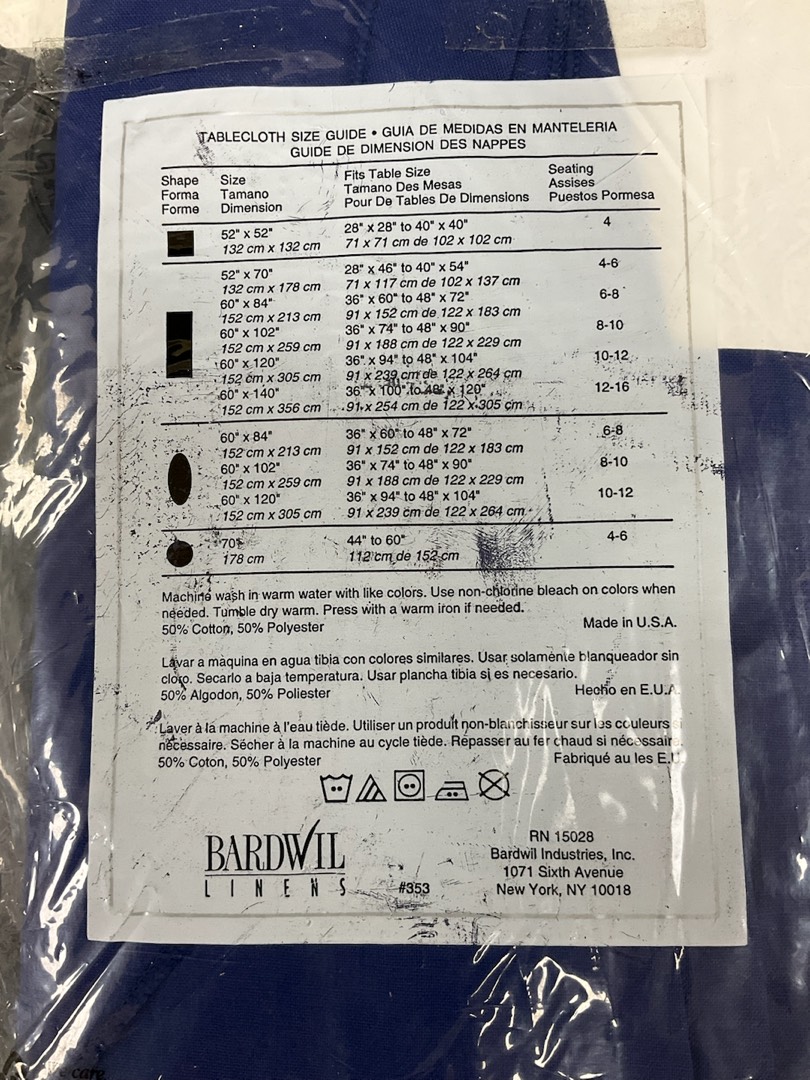 TABLECLOTH SIZE GUIDE • GUIA DE MEDIDAS EN MANTELERIA
GUIDE DE DIMENSION DES NAPPES
Shape Size Fits Table Size Seating
Forma Tamano Tamano Des Mesas Assises
Forme Dimension Pour De Tables De Dimensions Puestos Pormesa
52" x 52" 28" x 28" to 40" x 40" 4
132 cm x 132 cm 71 x 71 cm de 102 x 102 cm
52" x 70" 28" x 46" to 40" x 54" 4-6
132 cm x 178 cm 71 x 117 cm de 102 x 137 cm
60" x 84" 36" x 60" to 48" x 72" 6-8
152 cm x 213 cm 91 x 152 cm de 122 x 183 cm
60" x 102" 36" x 74" to 48" x 90" 8-10
152 cm x 259 cm 91 x 188 cm de 122 x 229 cm
60" x 120" 36" x 94" to 48" x 104" 10-12
152 cm x 305 cm 91 x 239 cm de 122 x 264 cm
60" x 140" 36" x 100" to 48" x 120" 12-16
152 cm x 356 cm 91 x 254 cm de 122 x 305 cm
60" x 84" 36" x 60" to 48" x 72" 6-8
152 cm x 213 cm 91 x 152 cm de 122 x 183 cm
60" x 102" 36" x 74" to 48" x 90" 8-10
152 cm x 259 cm 91 x 188 cm de 122 x 229 cm
60" x 120" 36" x 94" to 48" x 104" 10-12
152 cm x 305 cm 91 x 239 cm de 122 x 264 cm
70" 44" to 60" 4-6
178 cm 112 cm de 152 cm
Machine wash in warm water with like colors. Use non-chlorine bleach on colors when
needed. Tumble dry warm. Press with a warm iron if needed.
50% Cotton, 50% Polyester Made in U.S.A.
Lavar a maquina en agua tibia con colores similares. Usar solamente blanqueador sin
cloro. Secarlo a baja temperatura. Usar plancha tibia si es necesario.
50% Algodon, 50% Poliester Hecho en E.U.A.
Laver à la machine à l'eau tiède. Utiliser un produit non-blanchisseur sur les couleurs si
nécessaire. Sécher à la machine au cycle tiède. Repasser au fer chaud si nécessaire.
50% Coton, 50% Polyester Fabriqué au les E.U
BARDWIL
LINENS
#353
RN 15028
Bardwil Industries, Inc.
1071 Sixth Avenue
New York, NY 10018
care